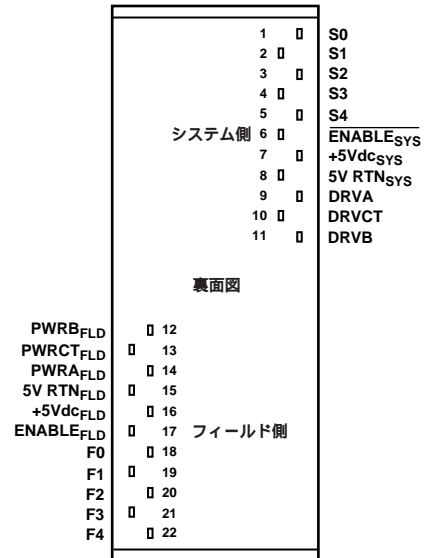 1 S0
2 S1
3 S2
4 S3
5 S4
システム側 6 ENABLESYS
7 +5VdcSYS
8 5V RTNSYS
9 DRVA
10 DRVCT
11 DRVB
裏面図
PWRBFLD 12
PWRCTFLD 13
PWRAFLD 14
5V RTNFLD 15
+5VdcFLD 16
ENABLEFLD 17 フィールド側
F0 18
F1 19
F2 20
F3 21
F4 22